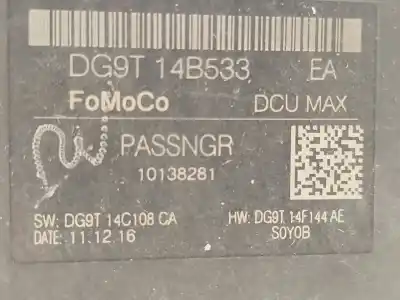 DG9T 14B533 EA
FoMoCo DCU MAX
PASSNGR
10138281
SW: DG9T 14C108 CA HW: DG9T 14F144 AE
DATE: 11.12.16 S0Y0B